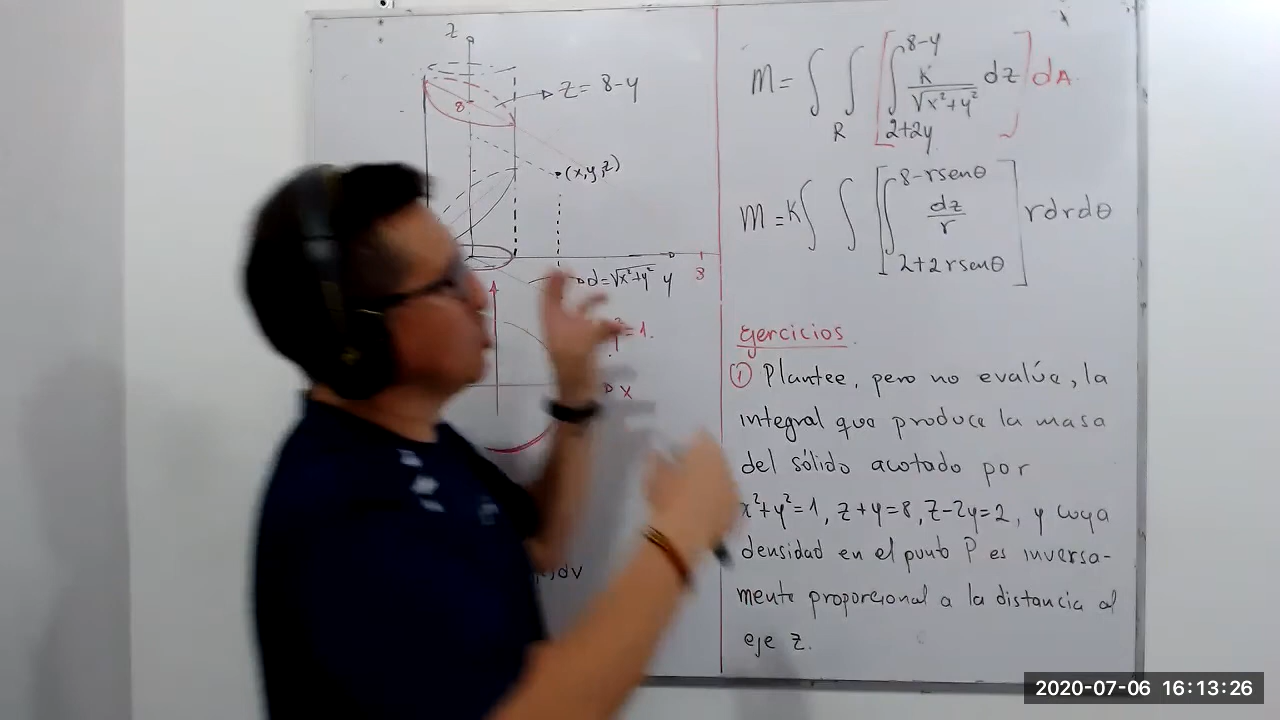 z
8
z = 8-y
(x,y,z)
d=√x²+y² y
8
²=1.
x
dv
m= ∫ ∫ R [ ∫ 2+2y 8-y K/√x²+y² dz ] dA
m=K ∫ ∫ [ ∫ 2+2rsenθ 8-rsenθ dz/r ] rdrdθ
ejercicios.
① Plantee, pero no evalúe, la
integral que produce la masa
del sólido acotado por
x²+y²=1, z+y=8, z-2y=2, y cuya
densidad en el punto P es inversa-
mente proporcional a la distancia al
eje z.
2020-07-06 16:13:26